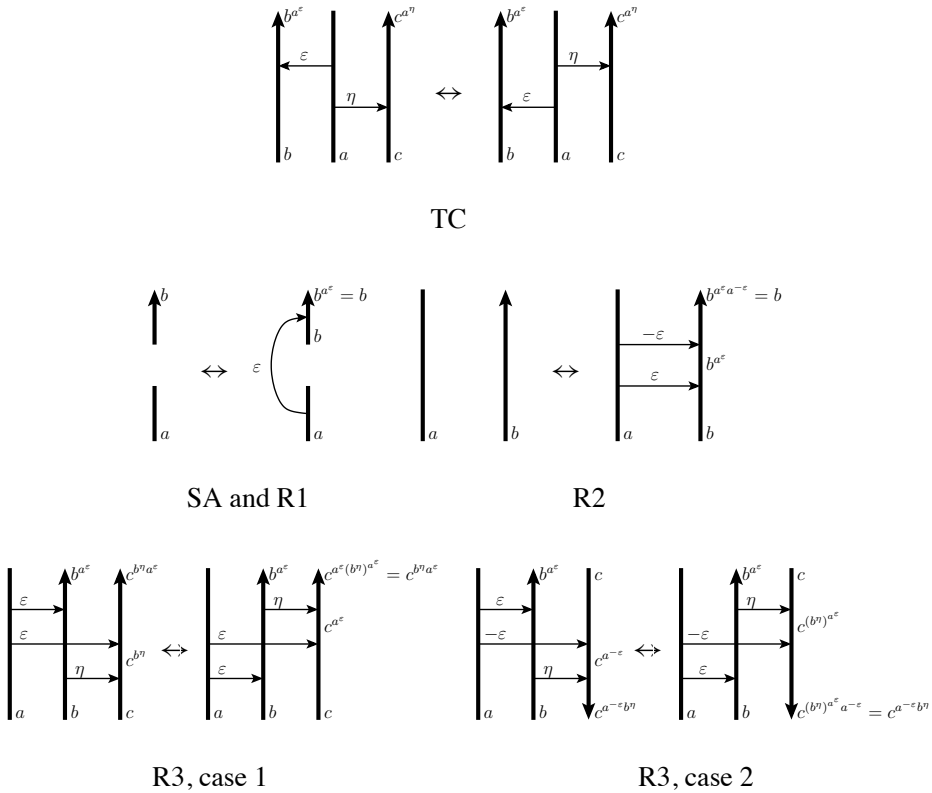 b^{a^ε} c^{a^η} b^{a^ε} c^{a^η}
ε η
η ↔ ε
b a c b a c
TC
b b^{a^ε} = b b^{a^ε a^{-ε}} = b
b −ε
ε ↔ ↔ b^{a^ε}
ε
a a a b a b
SA and R1 R2
b^{a^ε} c^{b^η a^ε} b^{a^ε} c^{a^ε (b^η)^{a^ε}} = c^{b^η a^ε} b^{a^ε} c b^{a^ε} c
ε η ε η
ε ε c^{a^ε} −ε −ε c^{(b^η)^{a^ε}}
↔ ↔
c^{b^η} c^{a^{-ε}}
η ε η ε
a b c a b c a b c^{a^{-ε} b^η} a b c^{(b^η)^{a^ε} a^{-ε}} = c^{a^{-ε} b^η}
R3, case 1 R3, case 2